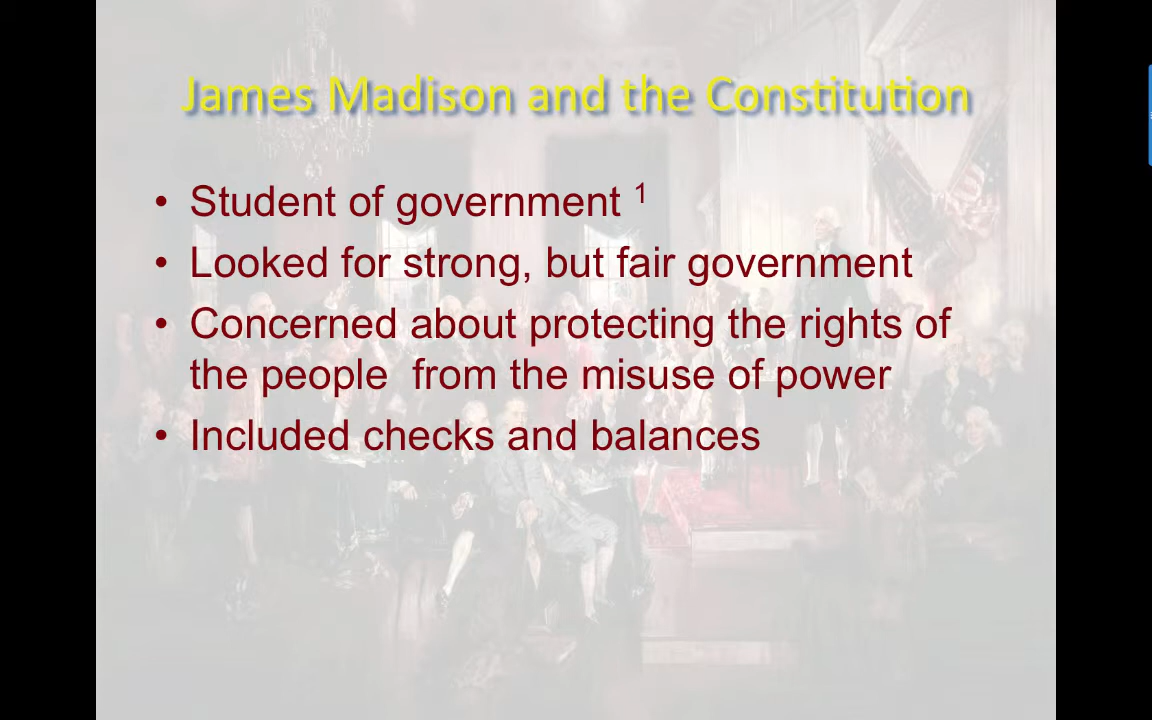 James Madison and the Constitution
• Student of government 1
• Looked for strong, but fair government
• Concerned about protecting the rights of
the people  from the misuse of power
• Included checks and balances